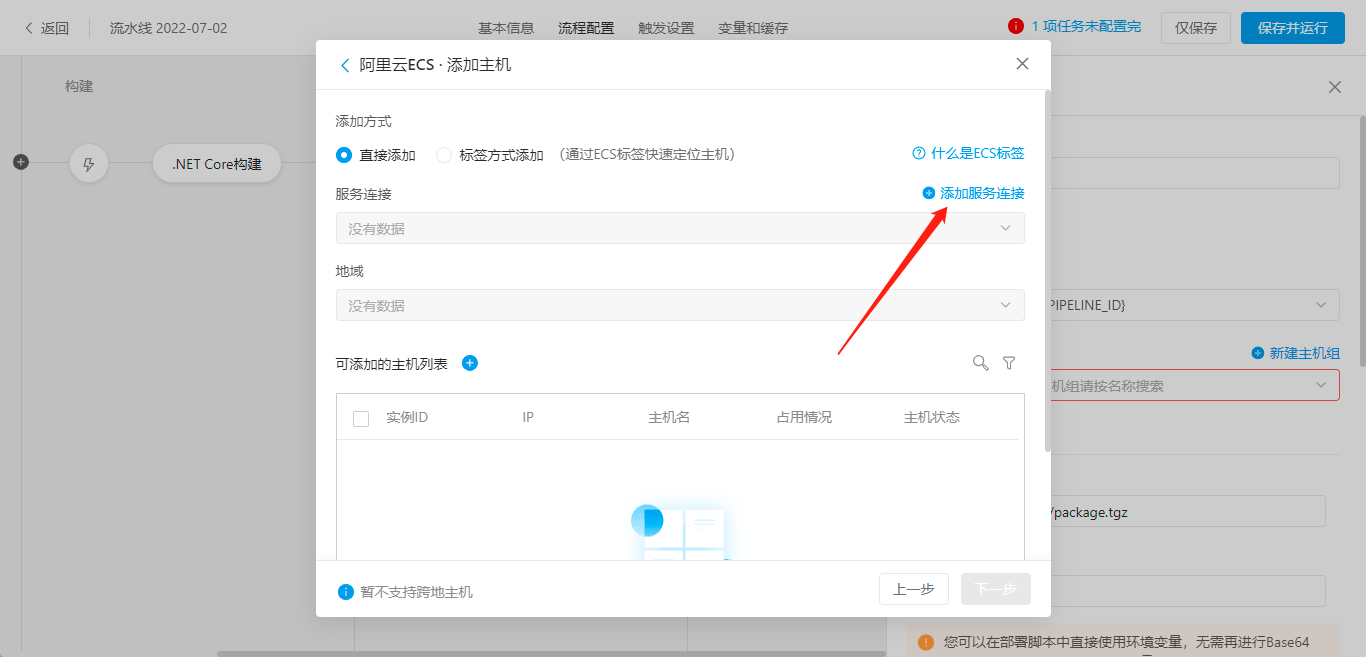 返回
流水线 2022-07-02
基本信息
流程配置
触发设置
变量和缓存
1 项任务未配置完
仅保存
保存并运行
构建
.NET Core构建
阿里云ECS · 添加主机
添加方式
直接添加
标签方式添加
(通过ECS标签快速定位主机)
什么是ECS标签
服务连接
添加服务连接
没有数据
地域
没有数据
可添加的主机列表
实例ID
IP
主机名
占用情况
主机状态
暂不支持跨地主机
上一步
下一步
PIPELINE_ID}
新建主机组
机组请按名称搜索
/package.tgz
您可以在部署脚本中直接使用环境变量，无需再进行Base64